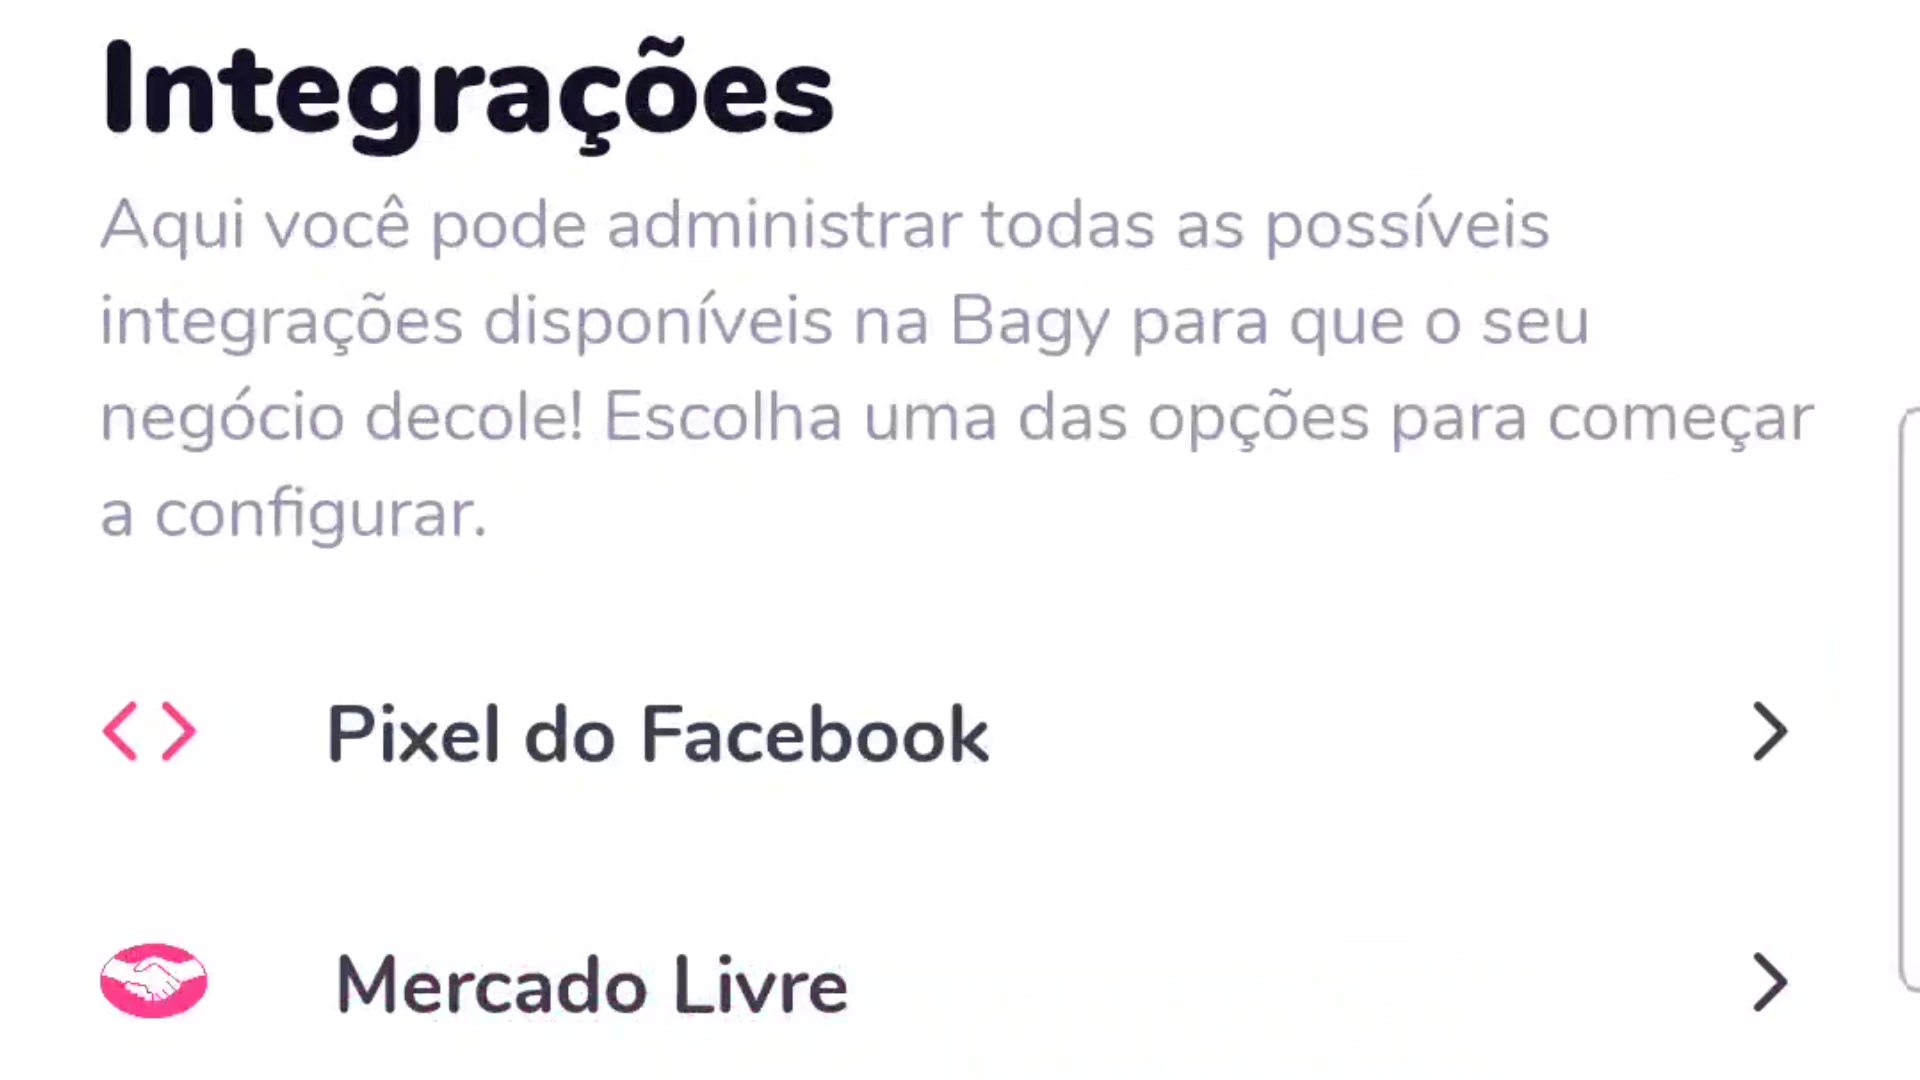 Integrações
Aqui você pode administrar todas as possíveis
integrações disponíveis na Bagy para que o seu
negócio decole! Escolha uma das opções para começar
a configurar.
Pixel do Facebook
Mercado Livre